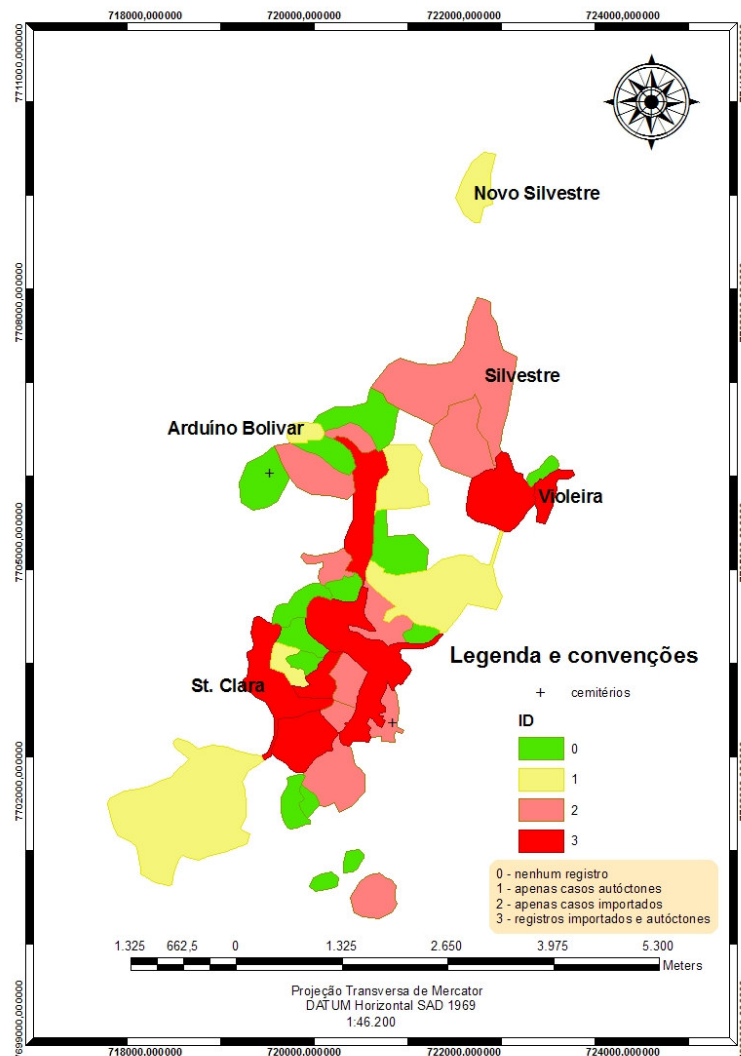 718000,000000 720000,000000 722000,000000 724000,000000
7711000,000000
Novo Silvestre
7708000,000000
Silvestre
Arduíno Bolivar
Violeira
7705000,000000
Legenda e convenções
St. Clara
cemitérios
ID
0
1
7702000,000000
2
3
0 - nenhum registro
1 - apenas casos autóctones
2 - apenas casos importados
3 - registros importados e autóctones
1.325 662,5 0 1.325 2.650 3.975 5.300
Meters
Projeção Transversa de Mercator
DATUM Horizontal SAD 1969
1:46.200
7699000,000000
718000,000000 720000,000000 722000,000000 724000,000000